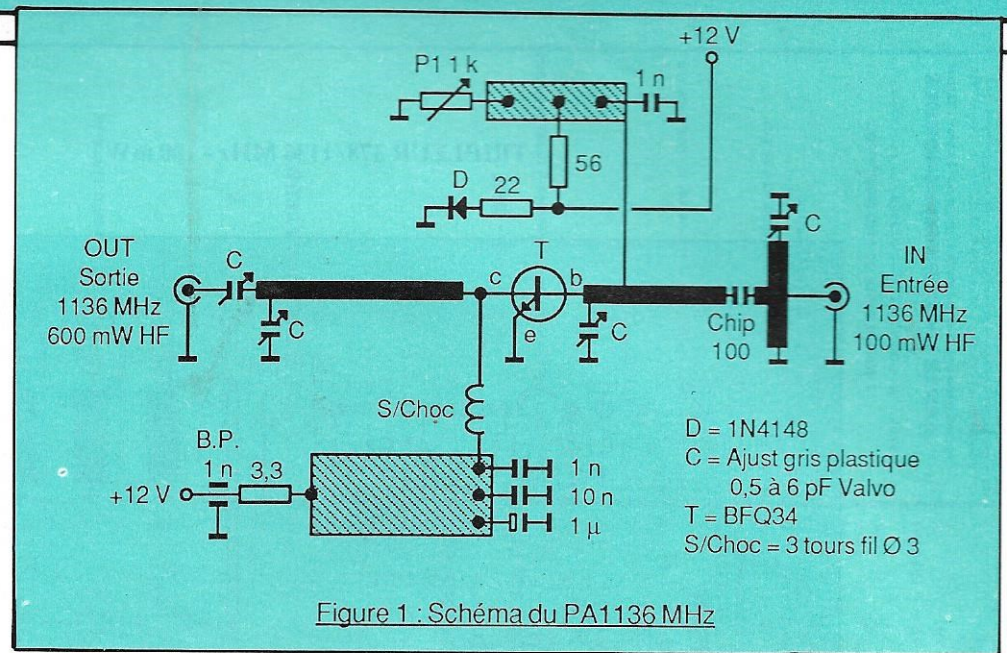 +12 V
P1 1 k
1 n
56
D
22
C
OUT
Sortie
1136 MHz
600 mW HF
C
C
c
T
b
e
C
Chip
100
IN
Entrée
1136 MHz
100 mW HF
S/Choc
B.P.
1 n
3,3
+12 V
1 n
10 n
1 µ
D = 1N4148
C = Ajust gris plastique
0,5 à 6 pF Valvo
T = BFQ34
S/Choc = 3 tours fil Ø 3
Figure 1 : Schéma du PA1136 MHz